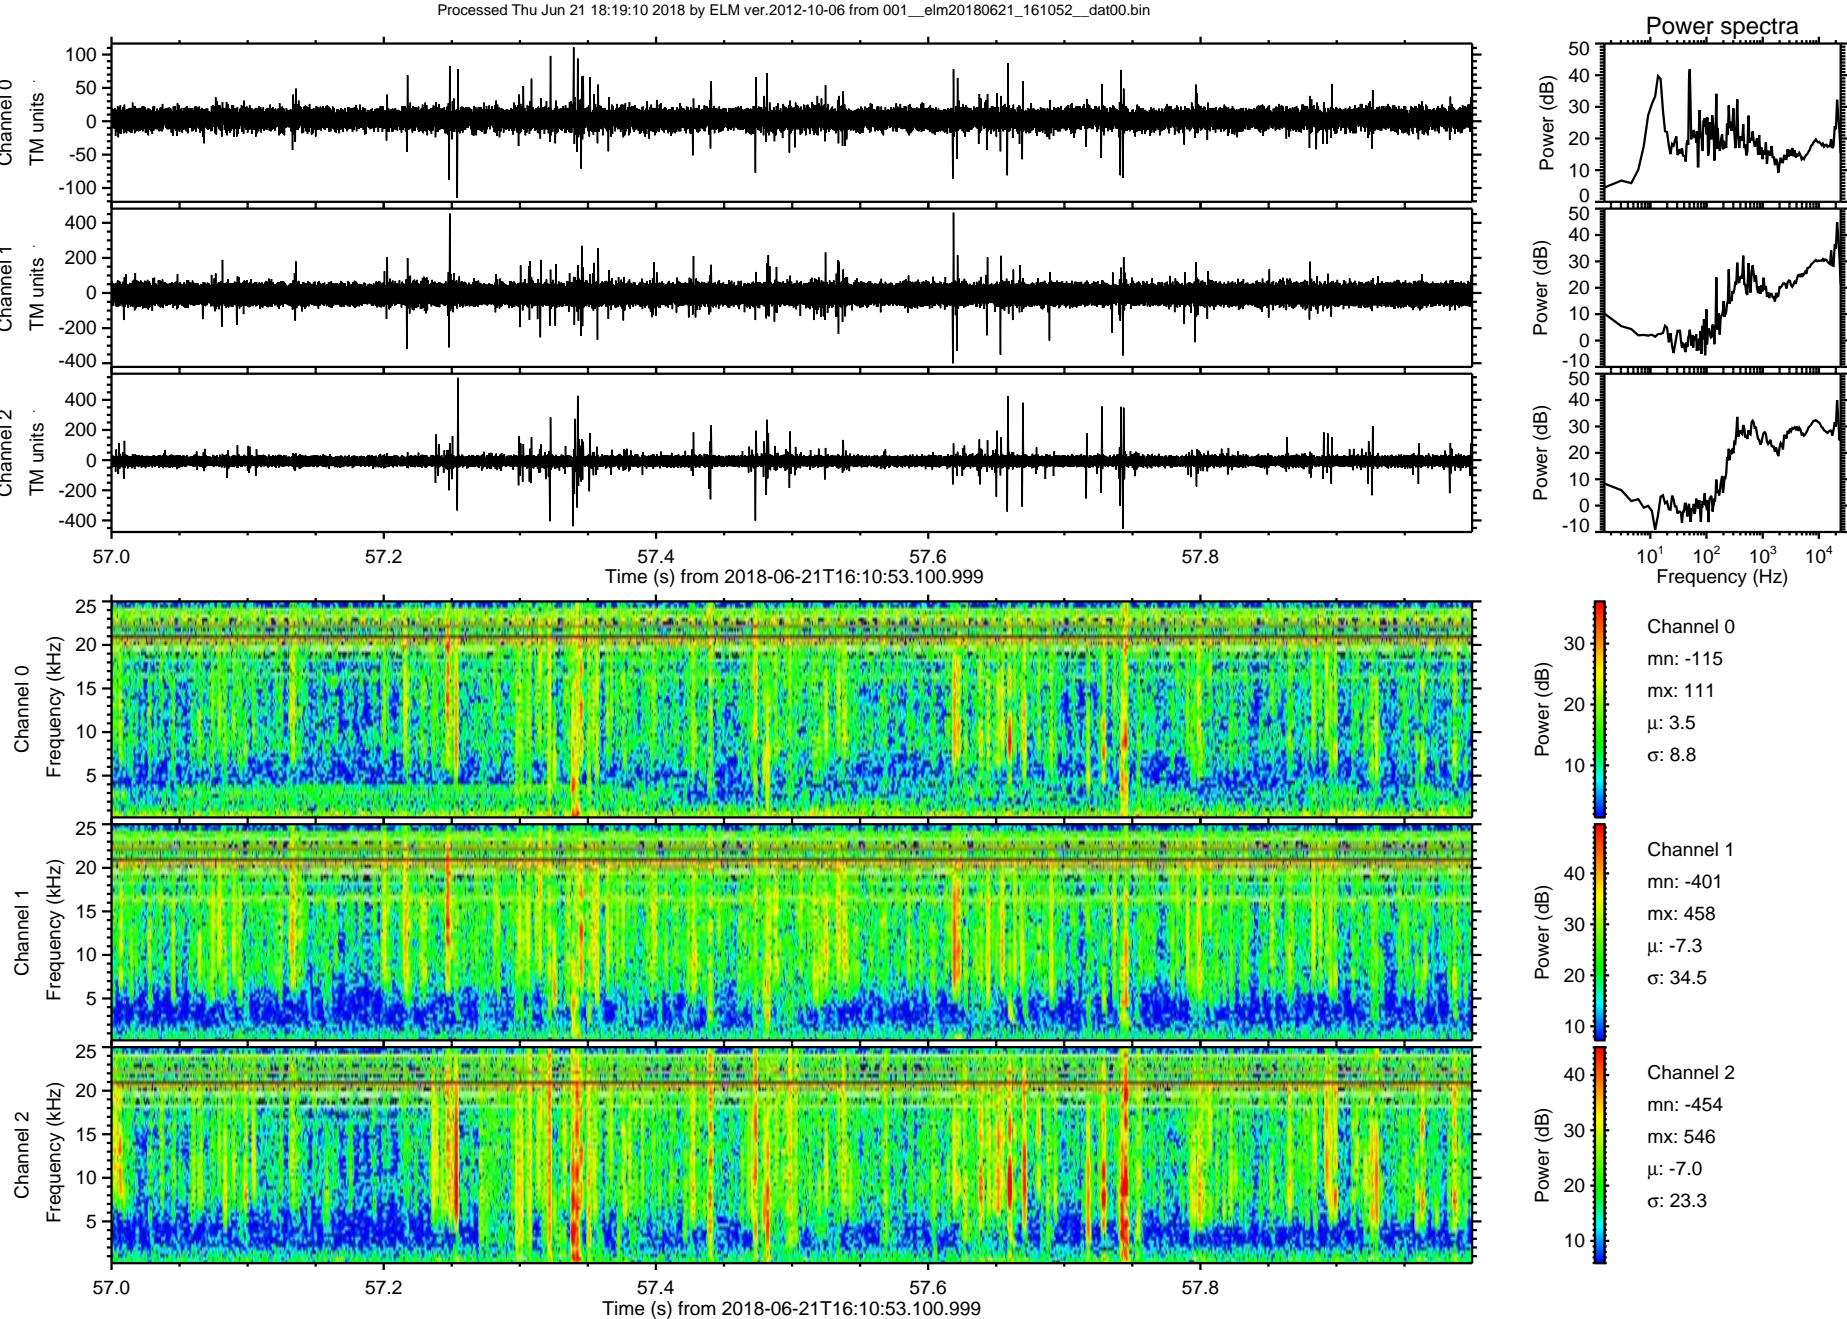 Processed Thu Jun 21 18:19:10 2018 by ELM ver.2012-10-06 from 001__elm20180621_161052__dat00.bin
Power spectra
Channel 0
TM units
100
50
0
-50
-100
Power (dB)
50
40
30
20
10
0
Channel 1
TM units
400
200
0
-200
-400
Power (dB)
50
40
30
20
10
0
-10
Channel 2
TM units
400
200
0
-200
-400
Power (dB)
50
40
30
20
10
0
-10
57.0 57.2 57.4 57.6 57.8
Time (s) from 2018-06-21T16:10:53.100.999
10¹ 10² 10³ 10⁴
Frequency (Hz)
Channel 0
Frequency (kHz)
25
20
15
10
5
Power (dB)
30
20
10
Channel 0
mn: -115
mx: 111
μ: 3.5
σ: 8.8
Channel 1
Frequency (kHz)
25
20
15
10
5
Power (dB)
40
30
20
10
Channel 1
mn: -401
mx: 458
μ: -7.3
σ: 34.5
Channel 2
Frequency (kHz)
25
20
15
10
5
Power (dB)
40
30
20
10
Channel 2
mn: -454
mx: 546
μ: -7.0
σ: 23.3
57.0 57.2 57.4 57.6 57.8
Time (s) from 2018-06-21T16:10:53.100.999